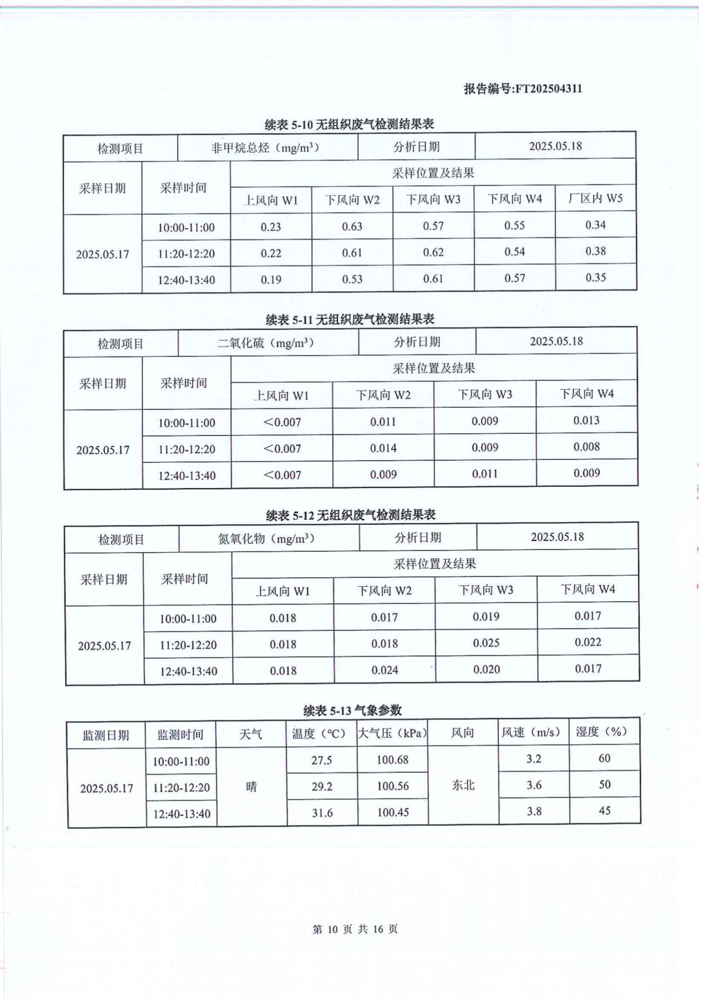 报告编号:FT202504311
续表 5-10 无组织废气检测结果表
检测项目 非甲烷总烃（mg/m³） 分析日期 2025.05.18
采样日期 采样时间 采样位置及结果
上风向 W1 下风向 W2 下风向 W3 下风向 W4 厂区内 W5
2025.05.17
10:00-11:00 0.23 0.63 0.57 0.55 0.34
11:20-12:20 0.22 0.61 0.62 0.54 0.38
12:40-13:40 0.19 0.53 0.61 0.57 0.35
续表 5-11 无组织废气检测结果表
检测项目 二氧化硫（mg/m³） 分析日期 2025.05.18
采样日期 采样时间 采样位置及结果
上风向 W1 下风向 W2 下风向 W3 下风向 W4
2025.05.17
10:00-11:00 ＜0.007 0.011 0.009 0.013
11:20-12:20 ＜0.007 0.014 0.009 0.008
12:40-13:40 ＜0.007 0.009 0.011 0.009
续表 5-12 无组织废气检测结果表
检测项目 氮氧化物（mg/m³） 分析日期 2025.05.18
采样日期 采样时间 采样位置及结果
上风向 W1 下风向 W2 下风向 W3 下风向 W4
2025.05.17
10:00-11:00 0.018 0.017 0.019 0.017
11:20-12:20 0.018 0.018 0.025 0.022
12:40-13:40 0.018 0.024 0.020 0.017
续表 5-13 气象参数
监测日期 监测时间 天气 温度（℃） 大气压（kPa） 风向 风速（m/s） 湿度（%）
2025.05.17 晴 东北
10:00-11:00 27.5 100.68 3.2 60
11:20-12:20 29.2 100.56 3.6 50
12:40-13:40 31.6 100.45 3.8 45
第 10 页 共 16 页